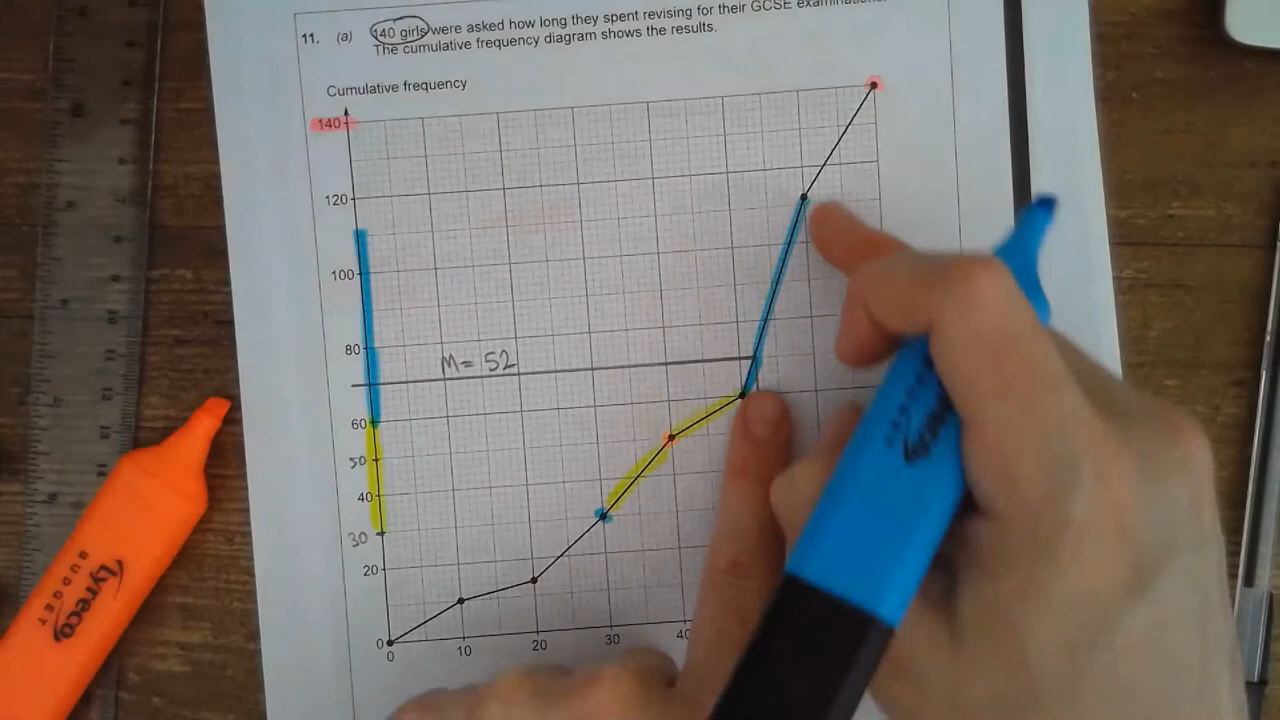 11. (a) 140 girls were asked how long they spent revising for their GCSE
The cumulative frequency diagram shows the results.
Cumulative frequency
140
120
100
M = 52
80
60
50
40
30
20
0
0 10 20 30
Lyreco
BUDGET